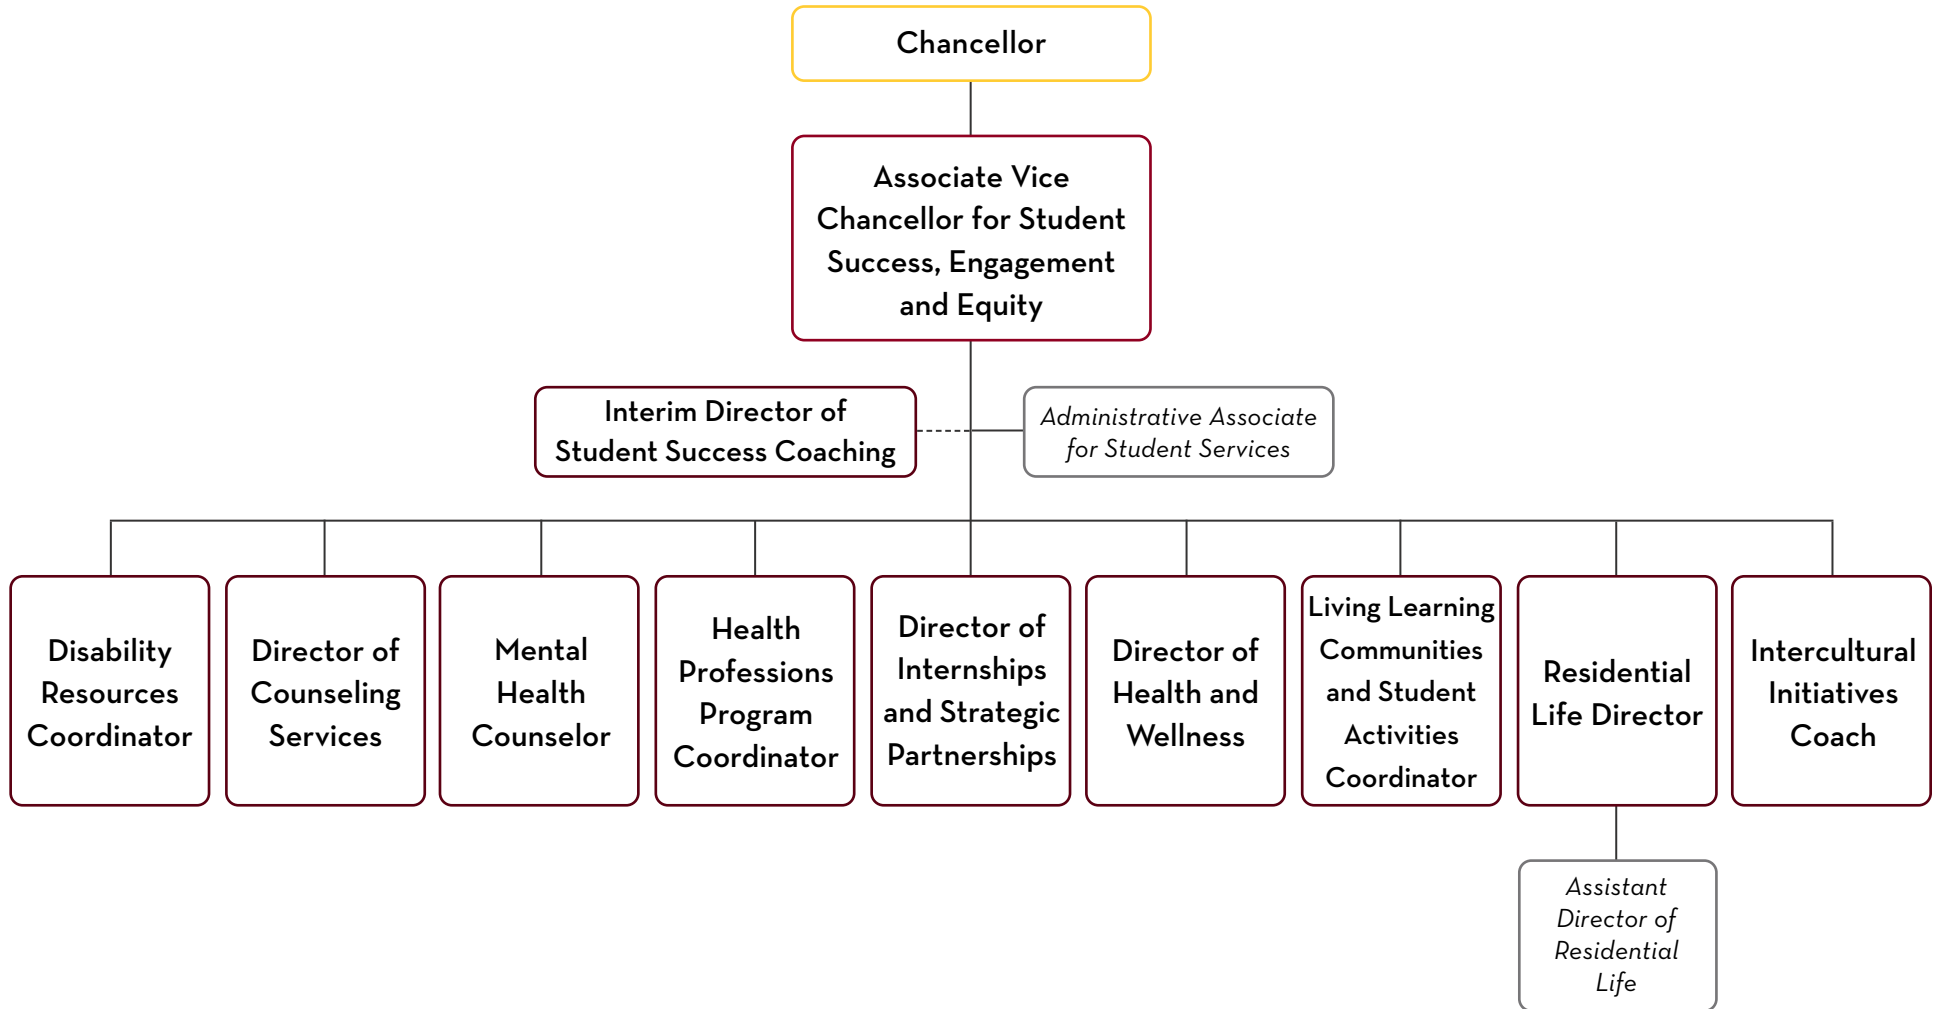 Chancellor
Associate Vice
Chancellor for Student
Success, Engagement
and Equity
Interim Director of
Student Success Coaching
Administrative Associate
for Student Services
Disability
Resources
Coordinator
Director of
Counseling
Services
Mental
Health
Counselor
Health
Professions
Program
Coordinator
Director of
Internships
and Strategic
Partnerships
Director of
Health and
Wellness
Living Learning
Communities
and Student
Activities
Coordinator
Residential
Life Director
Intercultural
Initiatives
Coach
Assistant
Director of
Residential
Life